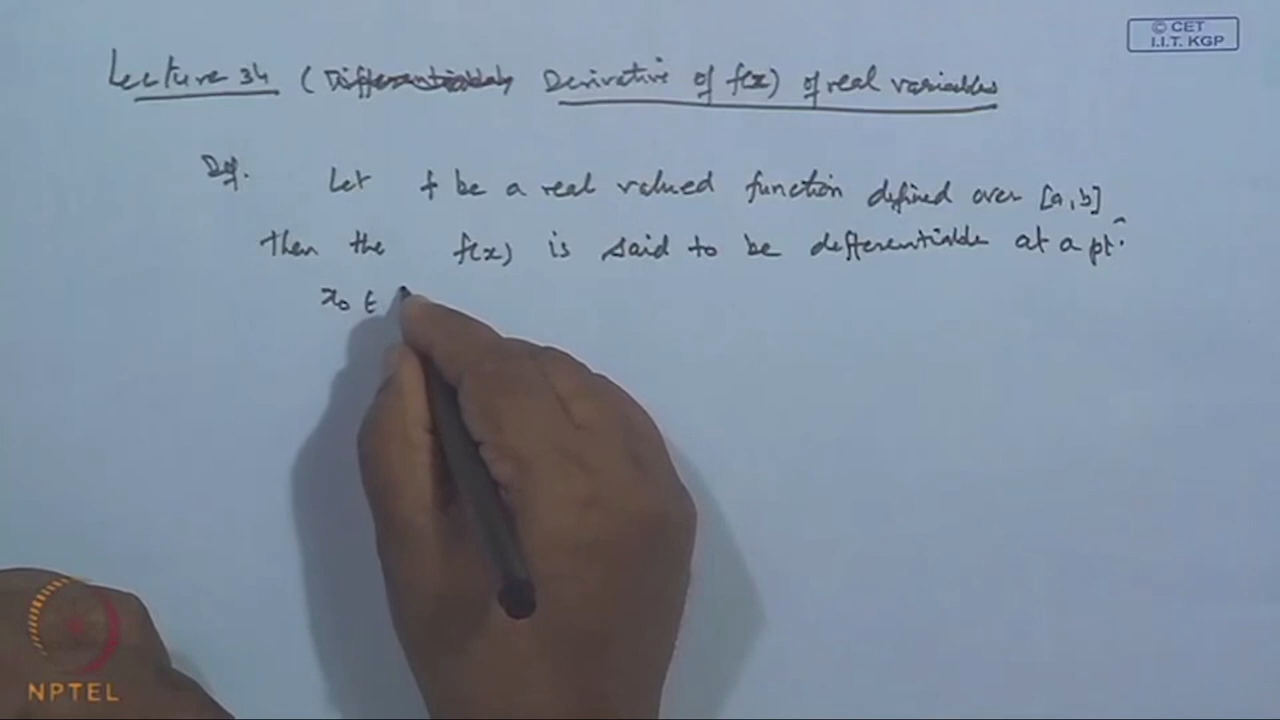 © CET
I.I.T. KGP
Lecture 34 ( Derivative of f(x) ) of real variables
Def. Let f be a real valued function defined over [a,b]
Then the f(x) is said to be defferentiable at a pt.
x₀ ∈
NPTEL